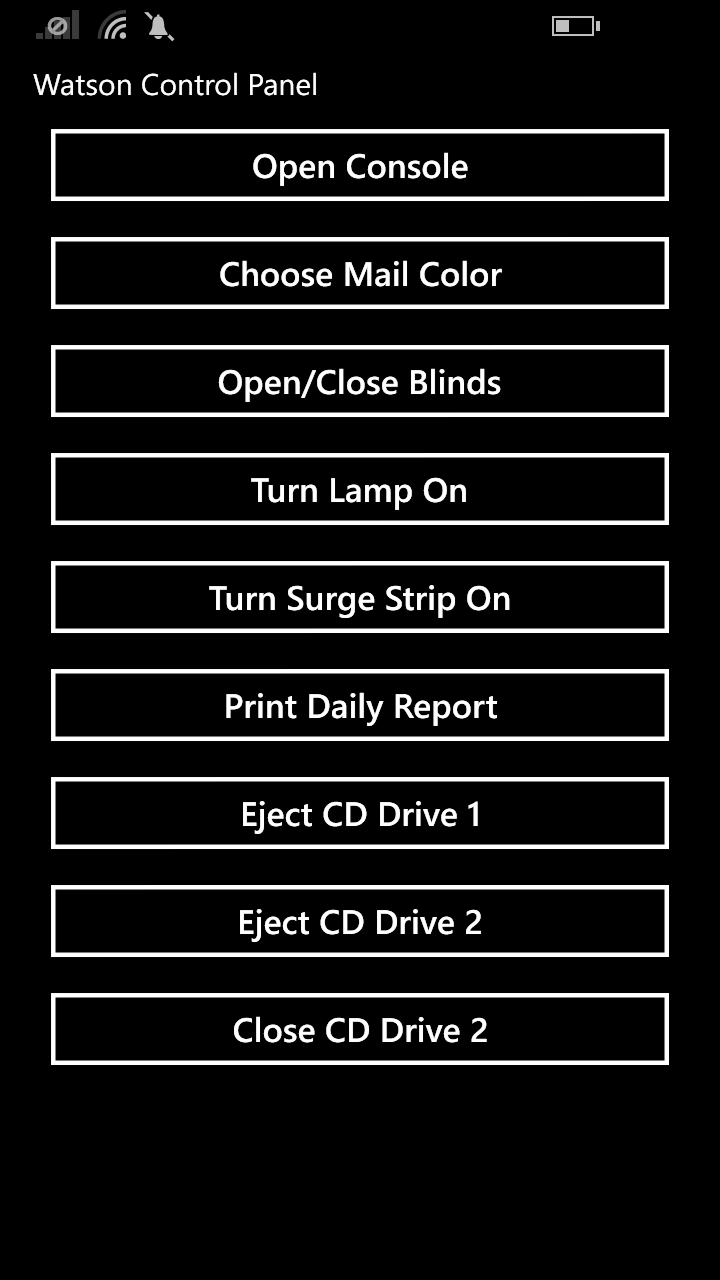 Watson Control Panel
Open Console
Choose Mail Color
Open/Close Blinds
Turn Lamp On
Turn Surge Strip On
Print Daily Report
Eject CD Drive 1
Eject CD Drive 2
Close CD Drive 2